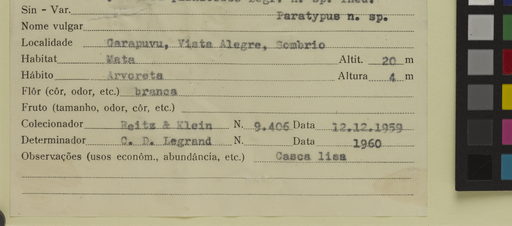 Sin - Var.
Paratypus n. sp.
Nome vulgar
Localidade Garapuvu, Vista Alegre, Sombrio
Habitat Mata Altit. 20 m
Hábito Arvoreta Altura 4 m
Flôr (côr, odor, etc.) branca
Fruto (tamanho, odor, côr, etc.)
Colecionador Reitz & Klein N. 9.406 Data 12.12.1959
Determinador C. D. Legrand N. Data 1960
Observações (usos econôm., abundância, etc.) Casca lisa